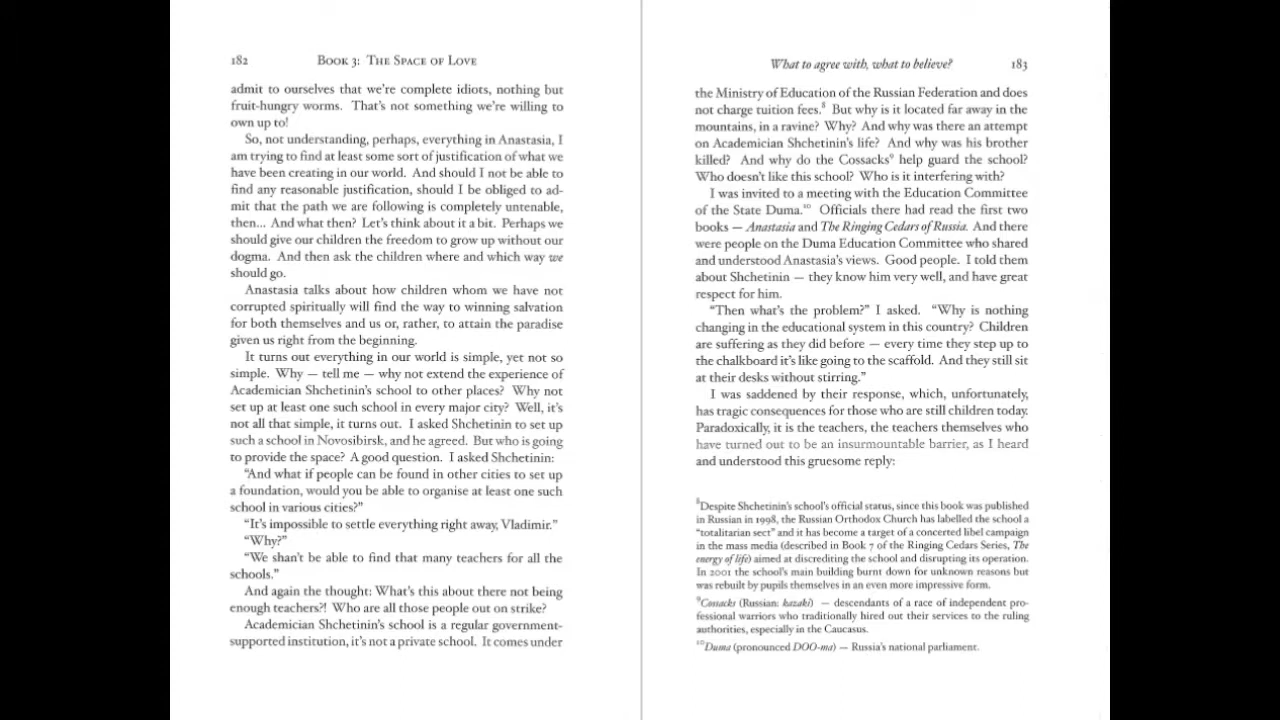 182 BOOK 3: THE SPACE OF LOVE
admit to ourselves that we're complete idiots, nothing but
fruit-hungry worms. That's not something we're willing to
own up to!
So, not understanding, perhaps, everything in Anastasia, I
am trying to find at least some sort of justification of what we
have been creating in our world. And should I not be able to
find any reasonable justification, should I be obliged to ad-
mit that the path we are following is completely untenable,
then... And what then? Let's think about it a bit. Perhaps we
should give our children the freedom to grow up without our
dogma. And then ask the children where and which way we
should go.
Anastasia talks about how children whom we have not
corrupted spiritually will find the way to winning salvation
for both themselves and us or, rather, to attain the paradise
given us right from the beginning.
It turns out everything in our world is simple, yet not so
simple. Why — tell me — why not extend the experience of
Academician Shchetinin's school to other places? Why not
set up at least one such school in every major city? Well, it's
not all that simple, it turns out. I asked Shchetinin to set up
such a school in Novosibirsk, and he agreed. But who is going
to provide the space? A good question. I asked Shchetinin:
"And what if people can be found in other cities to set up
a foundation, would you be able to organise at least one such
school in various cities?"
"It's impossible to settle everything right away, Vladimir."
"Why?"
"We shan't be able to find that many teachers for all the
schools."
And again the thought: What's this about there not being
enough teachers?! Who are all those people out on strike?
Academician Shchetinin's school is a regular government-
supported institution, it's not a private school. It comes under
What to agree with, what to believe? 183
the Ministry of Education of the Russian Federation and does
not charge tuition fees.⁸ But why is it located far away in the
mountains, in a ravine? Why? And why was there an attempt
on Academician Shchetinin's life? And why was his brother
killed? And why do the Cossacks⁹ help guard the school?
Who doesn't like this school? Who is it interfering with?
I was invited to a meeting with the Education Committee
of the State Duma.¹⁰ Officials there had read the first two
books — Anastasia and The Ringing Cedars of Russia. And there
were people on the Duma Education Committee who shared
and understood Anastasia's views. Good people. I told them
about Shchetinin — they know him very well, and have great
respect for him.
"Then what's the problem?" I asked. "Why is nothing
changing in the educational system in this country? Children
are suffering as they did before — every time they step up to
the chalkboard it's like going to the scaffold. And they still sit
at their desks without stirring."
I was saddened by their response, which, unfortunately,
has tragic consequences for those who are still children today.
Paradoxically, it is the teachers, the teachers themselves who
have turned out to be an insurmountable barrier, as I heard
and understood this gruesome reply:
⁸Despite Shchetinin's school's official status, since this book was published
in Russian in 1998, the Russian Orthodox Church has labelled the school a
"totalitarian sect" and it has become a target of a concerted libel campaign
in the mass media (described in Book 7 of the Ringing Cedars Series, The
energy of life) aimed at discrediting the school and disrupting its operation.
In 2001 the school's main building burnt down for unknown reasons but
was rebuilt by pupils themselves in an even more impressive form.
⁹Cossacks (Russian: kazaki) — descendants of a race of independent pro-
fessional warriors who traditionally hired out their services to the ruling
authorities, especially in the Caucasus.
¹⁰Duma (pronounced DOO-ma) — Russia's national parliament.